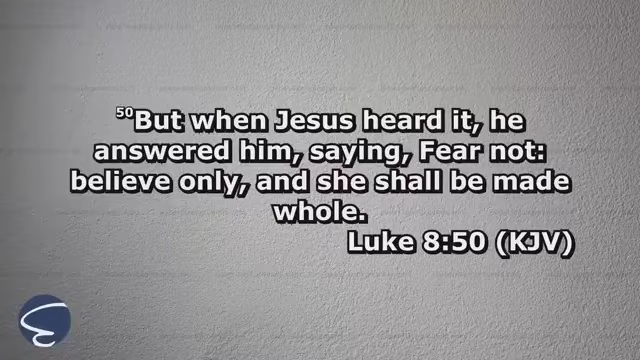 50But when Jesus heard it, he
answered him, saying, Fear not:
believe only, and she shall be made
whole.
Luke 8:50 (KJV)